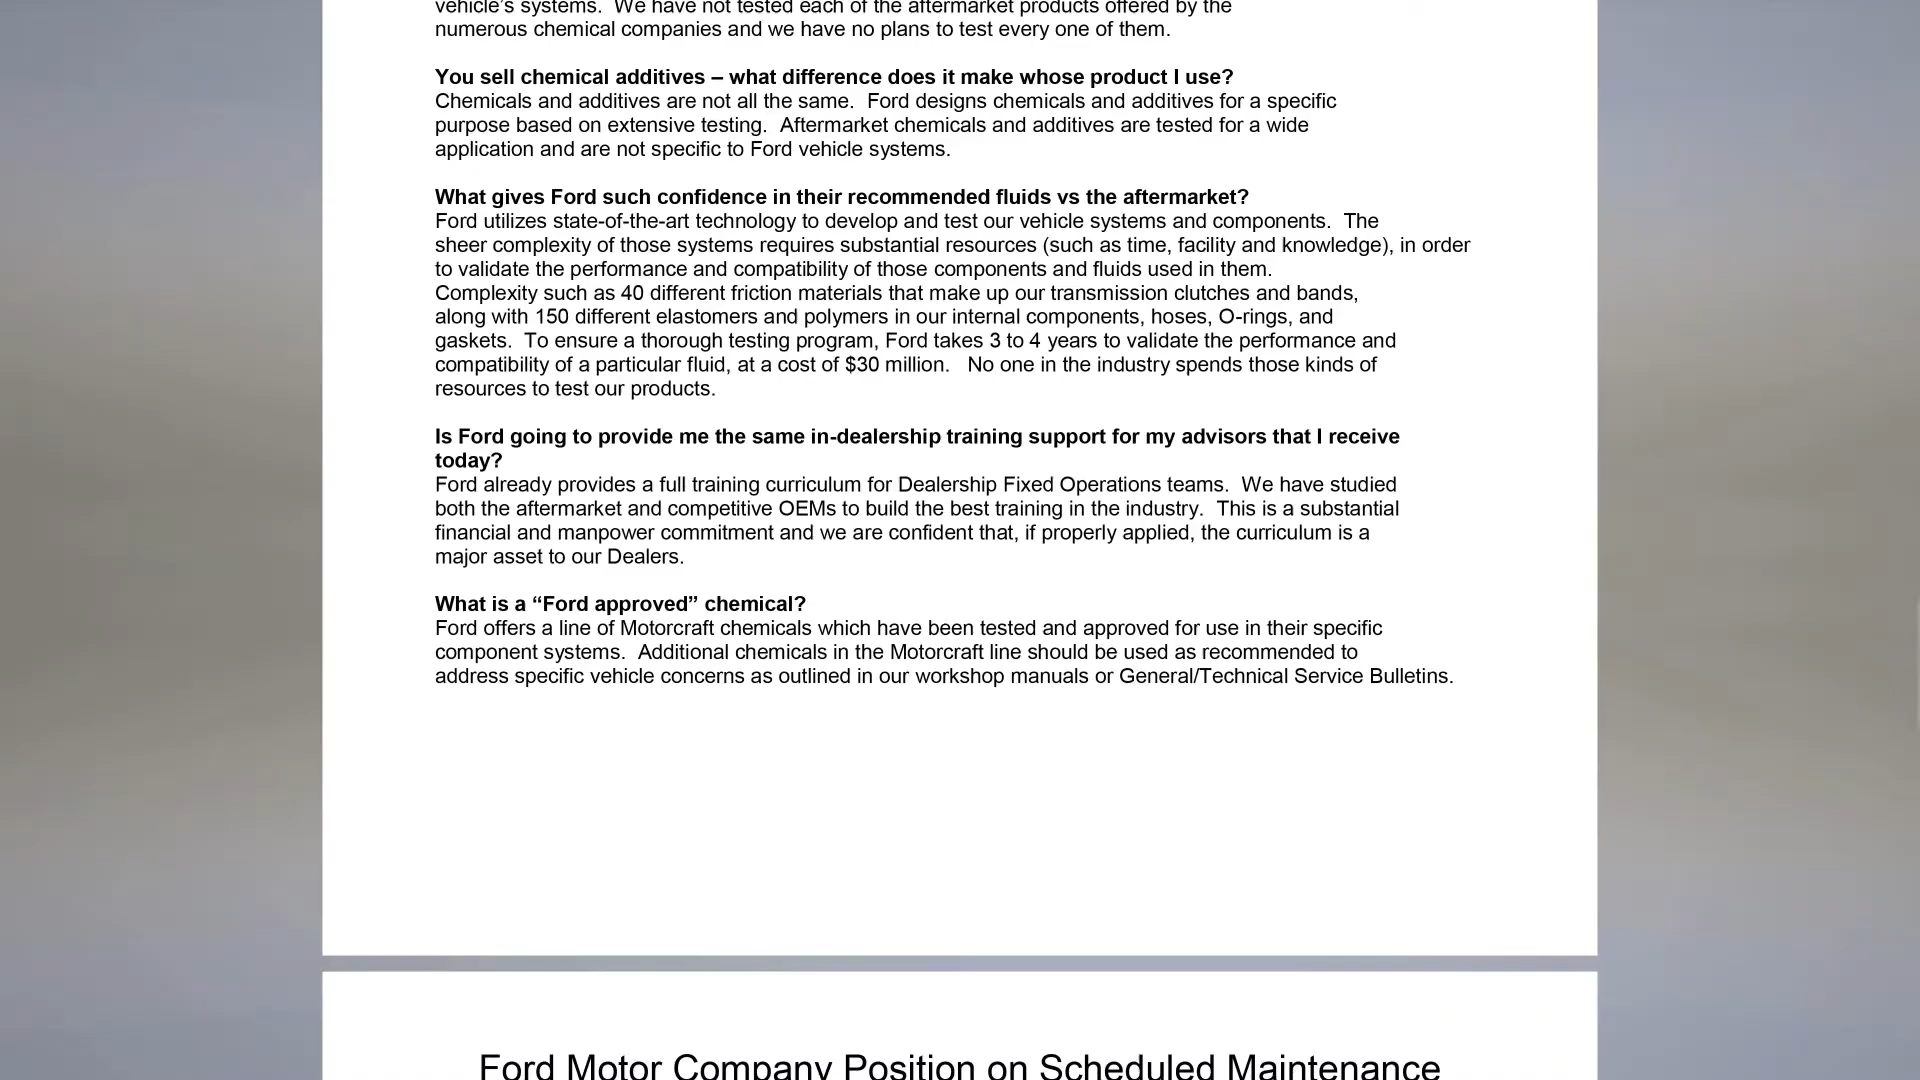 vehicle's systems.  We have not tested each of the aftermarket products offered by the
numerous chemical companies and we have no plans to test every one of them.
You sell chemical additives – what difference does it make whose product I use?
Chemicals and additives are not all the same.  Ford designs chemicals and additives for a specific
purpose based on extensive testing.  Aftermarket chemicals and additives are tested for a wide
application and are not specific to Ford vehicle systems.
What gives Ford such confidence in their recommended fluids vs the aftermarket?
Ford utilizes state-of-the-art technology to develop and test our vehicle systems and components.  The
sheer complexity of those systems requires substantial resources (such as time, facility and knowledge), in order
to validate the performance and compatibility of those components and fluids used in them.
Complexity such as 40 different friction materials that make up our transmission clutches and bands,
along with 150 different elastomers and polymers in our internal components, hoses, O-rings, and
gaskets.  To ensure a thorough testing program, Ford takes 3 to 4 years to validate the performance and
compatibility of a particular fluid, at a cost of $30 million.   No one in the industry spends those kinds of
resources to test our products.
Is Ford going to provide me the same in-dealership training support for my advisors that I receive
today?
Ford already provides a full training curriculum for Dealership Fixed Operations teams.  We have studied
both the aftermarket and competitive OEMs to build the best training in the industry.  This is a substantial
financial and manpower commitment and we are confident that, if properly applied, the curriculum is a
major asset to our Dealers.
What is a “Ford approved” chemical?
Ford offers a line of Motorcraft chemicals which have been tested and approved for use in their specific
component systems.  Additional chemicals in the Motorcraft line should be used as recommended to
address specific vehicle concerns as outlined in our workshop manuals or General/Technical Service Bulletins.
Ford Motor Company Position on Scheduled Maintenance